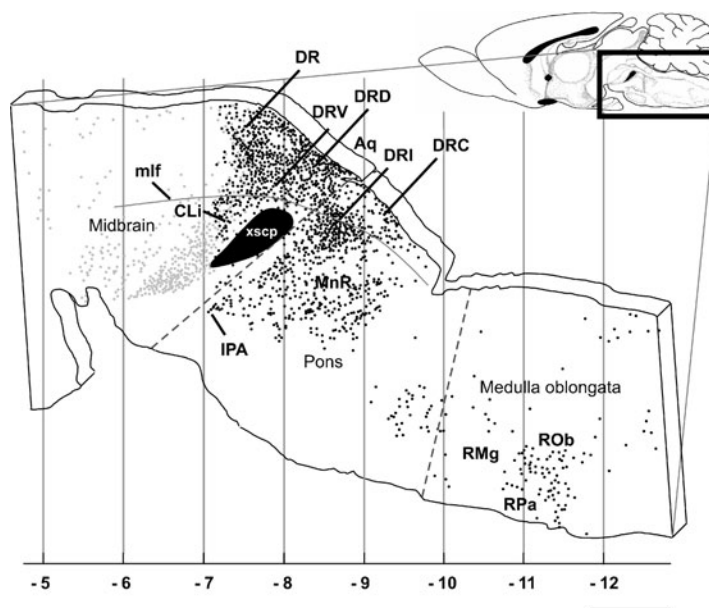 DR
DRV
DRD
Aq
DRI
DRC
mlf
CLi
Midbrain
xscp
MnR
IPA
Pons
Medulla oblongata
RMg
ROb
RPa
- 5 - 6 - 7 - 8 - 9 - 10 - 11 - 12